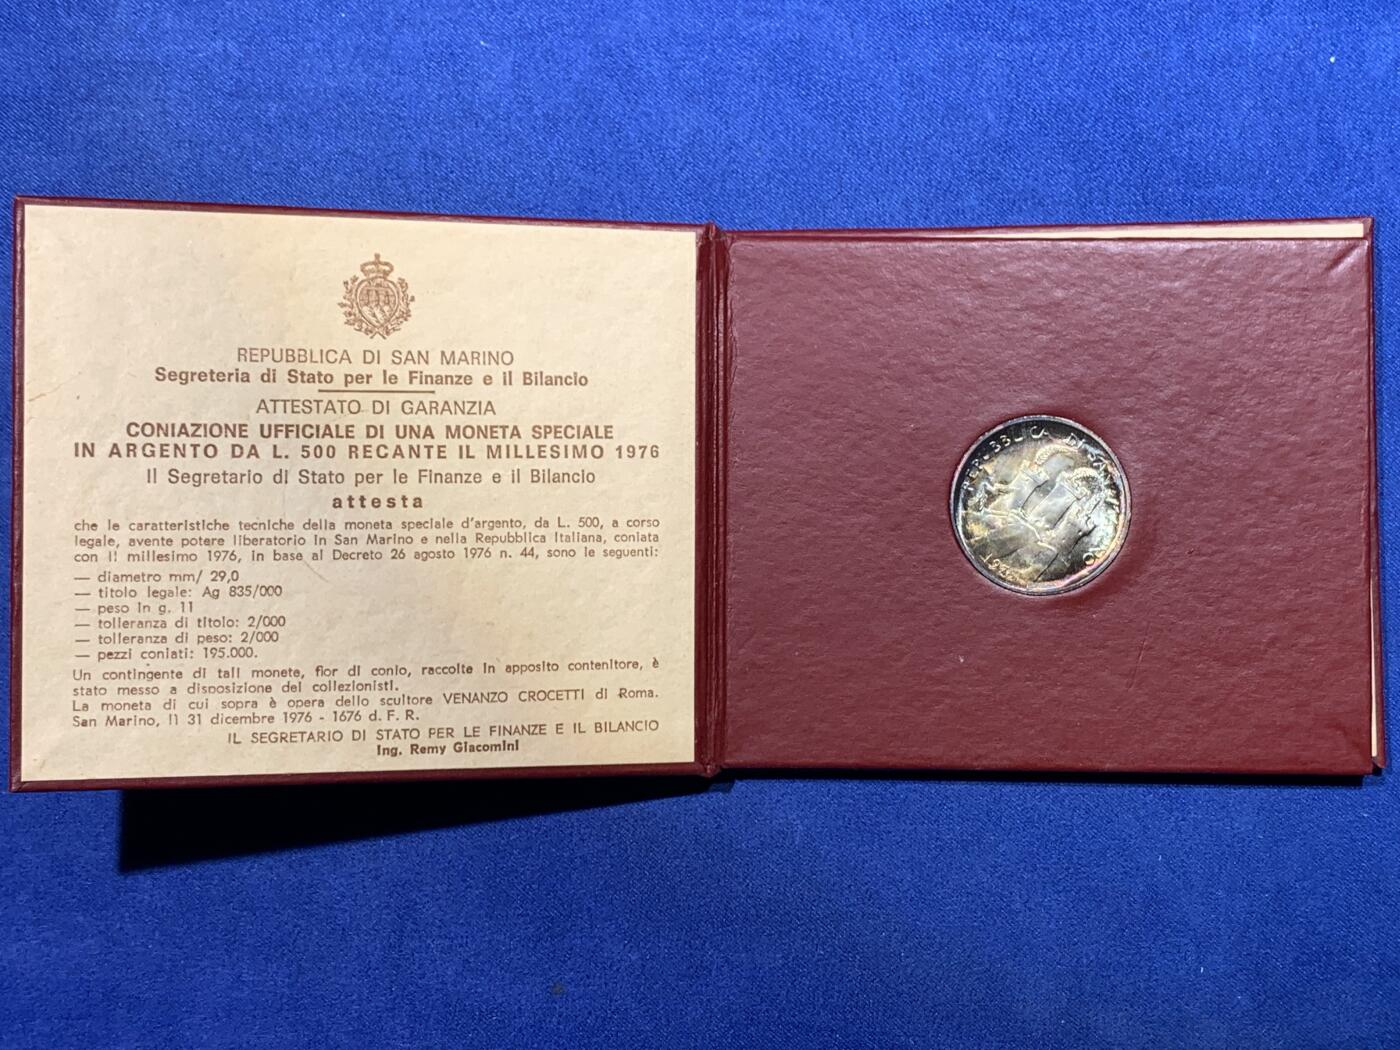 REPUBBLICA DI SAN MARINO
Segreteria di Stato per le Finanze e il Bilancio
ATTESTATO DI GARANZIA
CONIAZIONE UFFICIALE DI UNA MONETA SPECIALE
IN ARGENTO DA L. 500 RECANTE IL MILLESIMO 1976
Il Segretario di Stato per le Finanze e il Bilancio
attesta
che le caratteristiche tecniche della moneta speciale d'argento, da L. 500, a corso
legale, avente potere liberatorio in San Marino e nella Repubblica Italiana, coniata
con il millesimo 1976, in base al Decreto 26 agosto 1976 n. 44, sono le seguenti:
— diametro mm/ 29,0
— titolo legale: Ag 835/000
— peso in g. 11
— tolleranza di titolo: 2/000
— tolleranza di peso: 2/000
— pezzi coniati: 195.000.
Un contingente di tali monete, fior di conio, raccolte in apposito contenitore, è
stato messo a disposizione dei collezionisti.
La moneta di cui sopra è opera dello scultore VENANZO CROCETTI di Roma.
San Marino, il 31 dicembre 1976 - 1676 d. F. R.
IL SEGRETARIO DI STATO PER LE FINANZE E IL BILANCIO
Ing. Remy Giacomini
REPUBBLICA DI SAN MARINO
1976